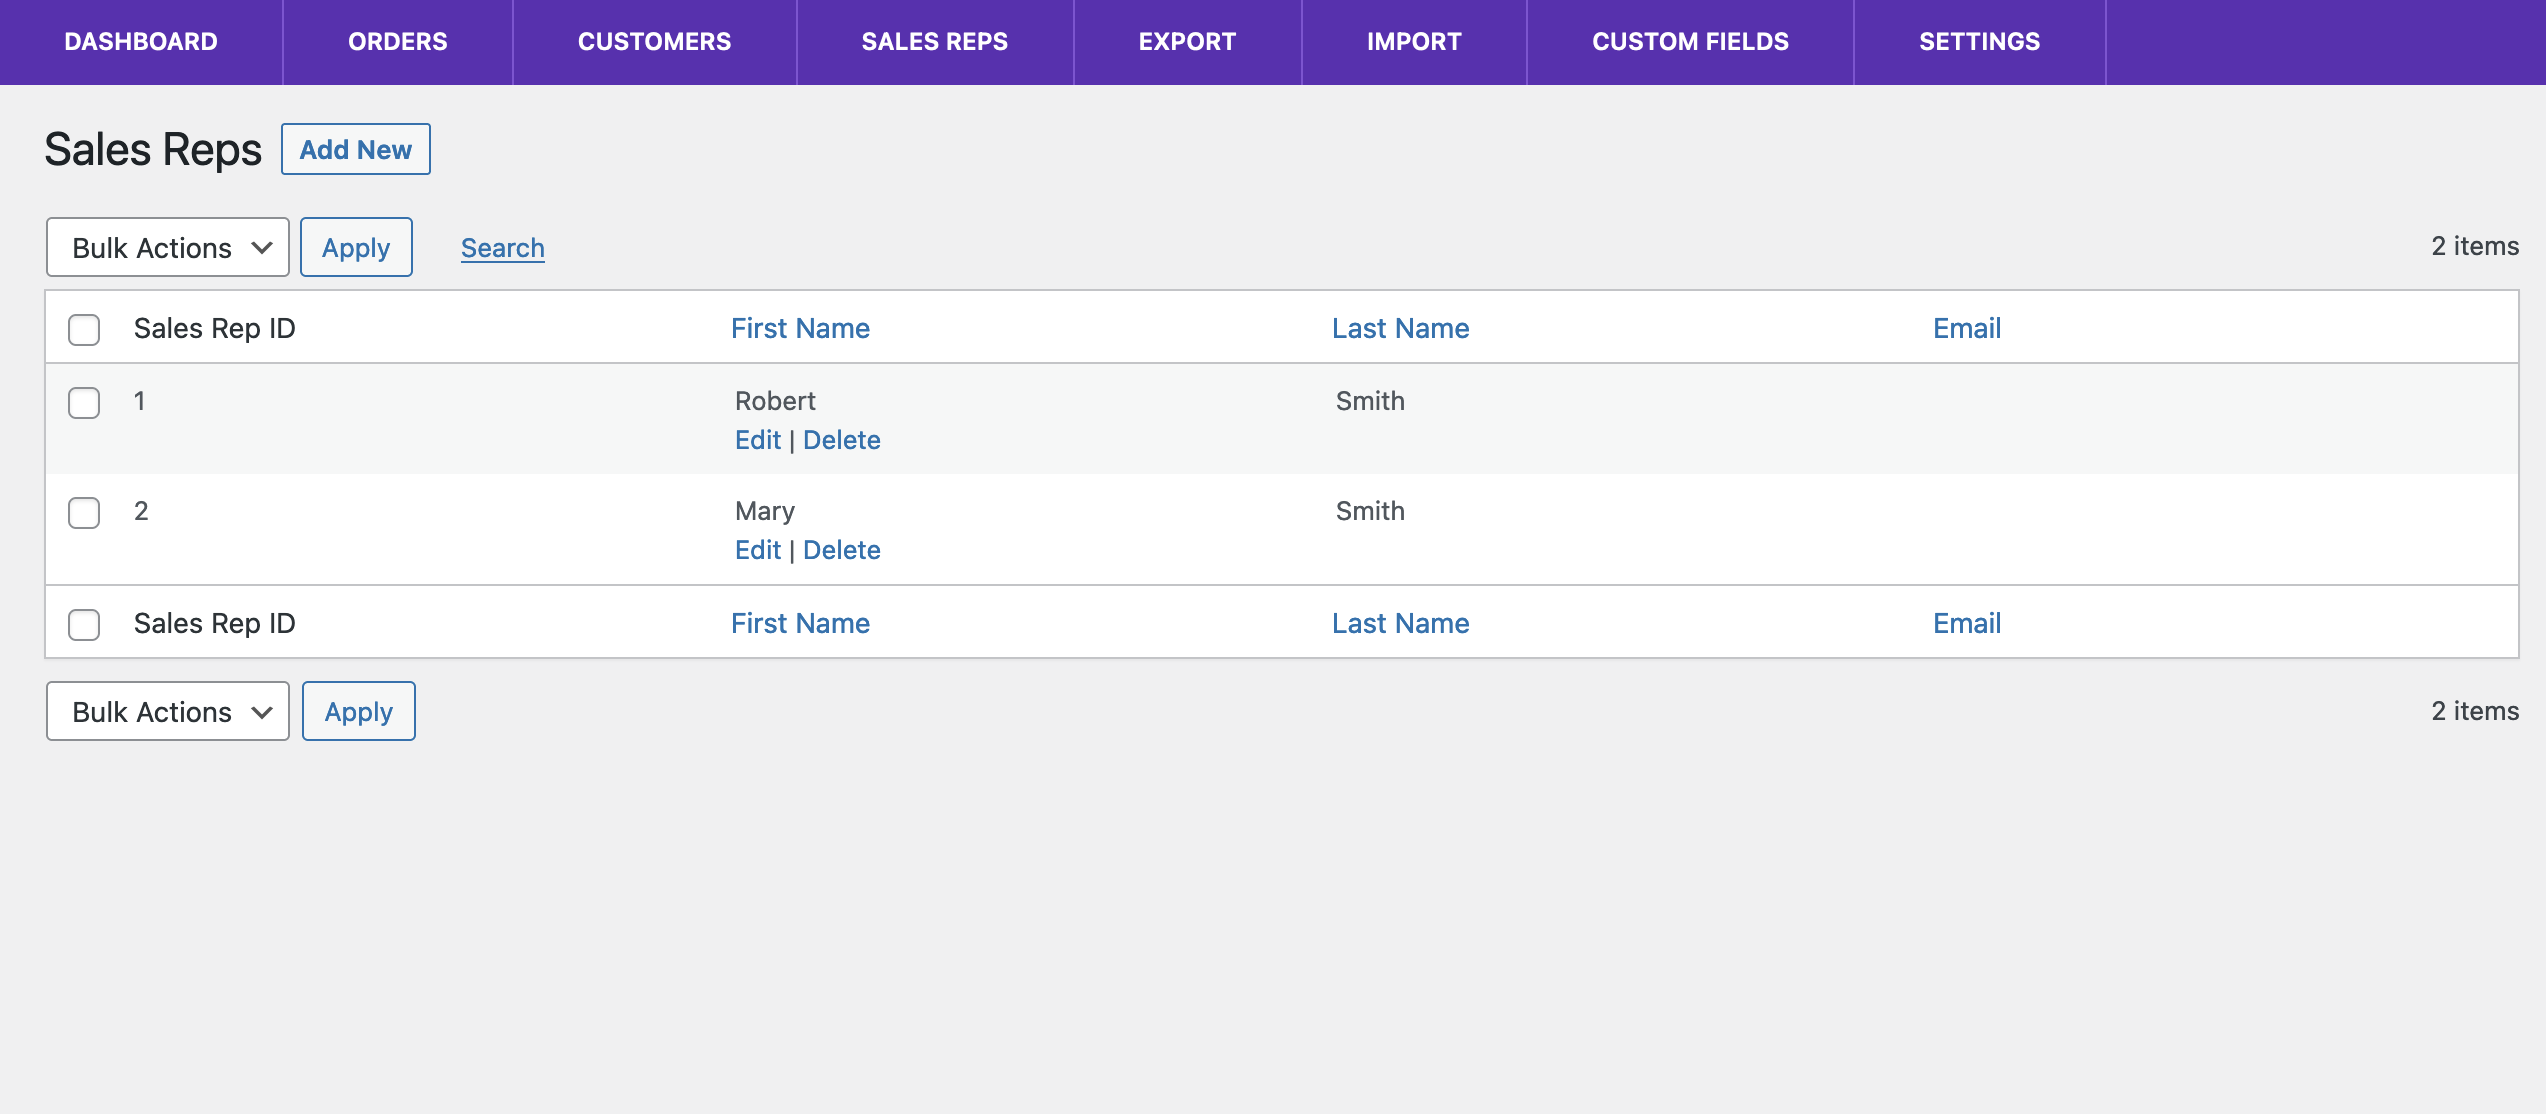 DASHBOARD ORDERS CUSTOMERS SALES REPS EXPORT IMPORT CUSTOM FIELDS SETTINGS
Sales Reps Add New
Bulk Actions Apply Search 2 items
Sales Rep ID First Name Last Name Email
1 Robert Smith
Edit | Delete
2 Mary Smith
Edit | Delete
Sales Rep ID First Name Last Name Email
Bulk Actions Apply 2 items